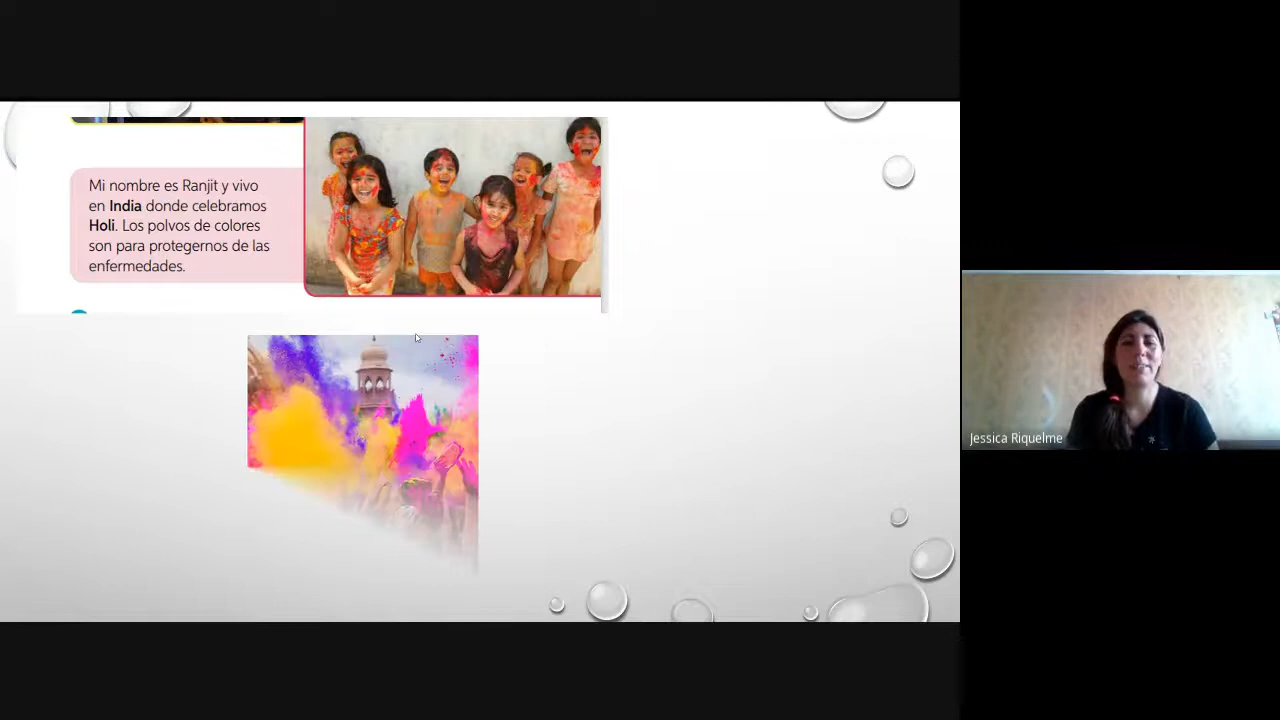 Mi nombre es Ranjit y vivo
en India donde celebramos
Holi. Los polvos de colores
son para protegernos de las
enfermedades.
Jessica Riquelme